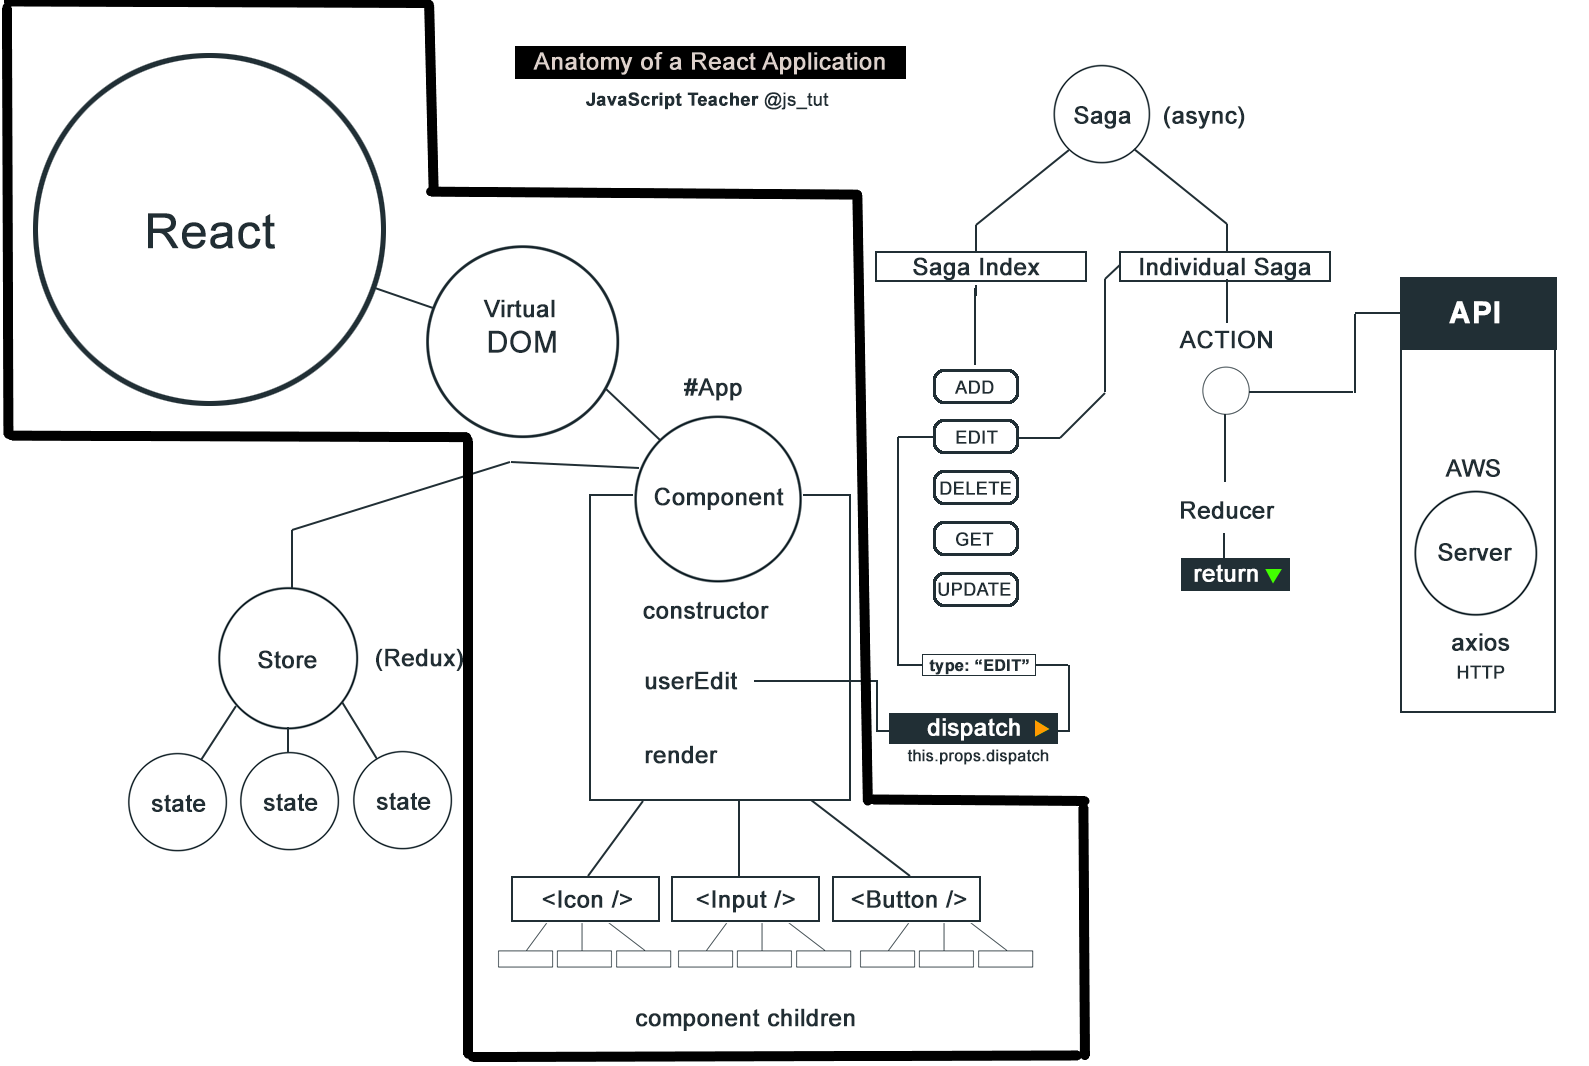 Anatomy of a React Application
JavaScript Teacher @js_tut
React
Virtual
DOM
#App
Component
constructor
userEdit
render
<Icon />
<Input />
<Button />
component children
Store
(Redux)
state
state
state
Saga
(async)
Saga Index
Individual Saga
ADD
EDIT
DELETE
GET
UPDATE
type: “EDIT”
dispatch
this.props.dispatch
ACTION
Reducer
return
API
AWS
Server
axios
HTTP